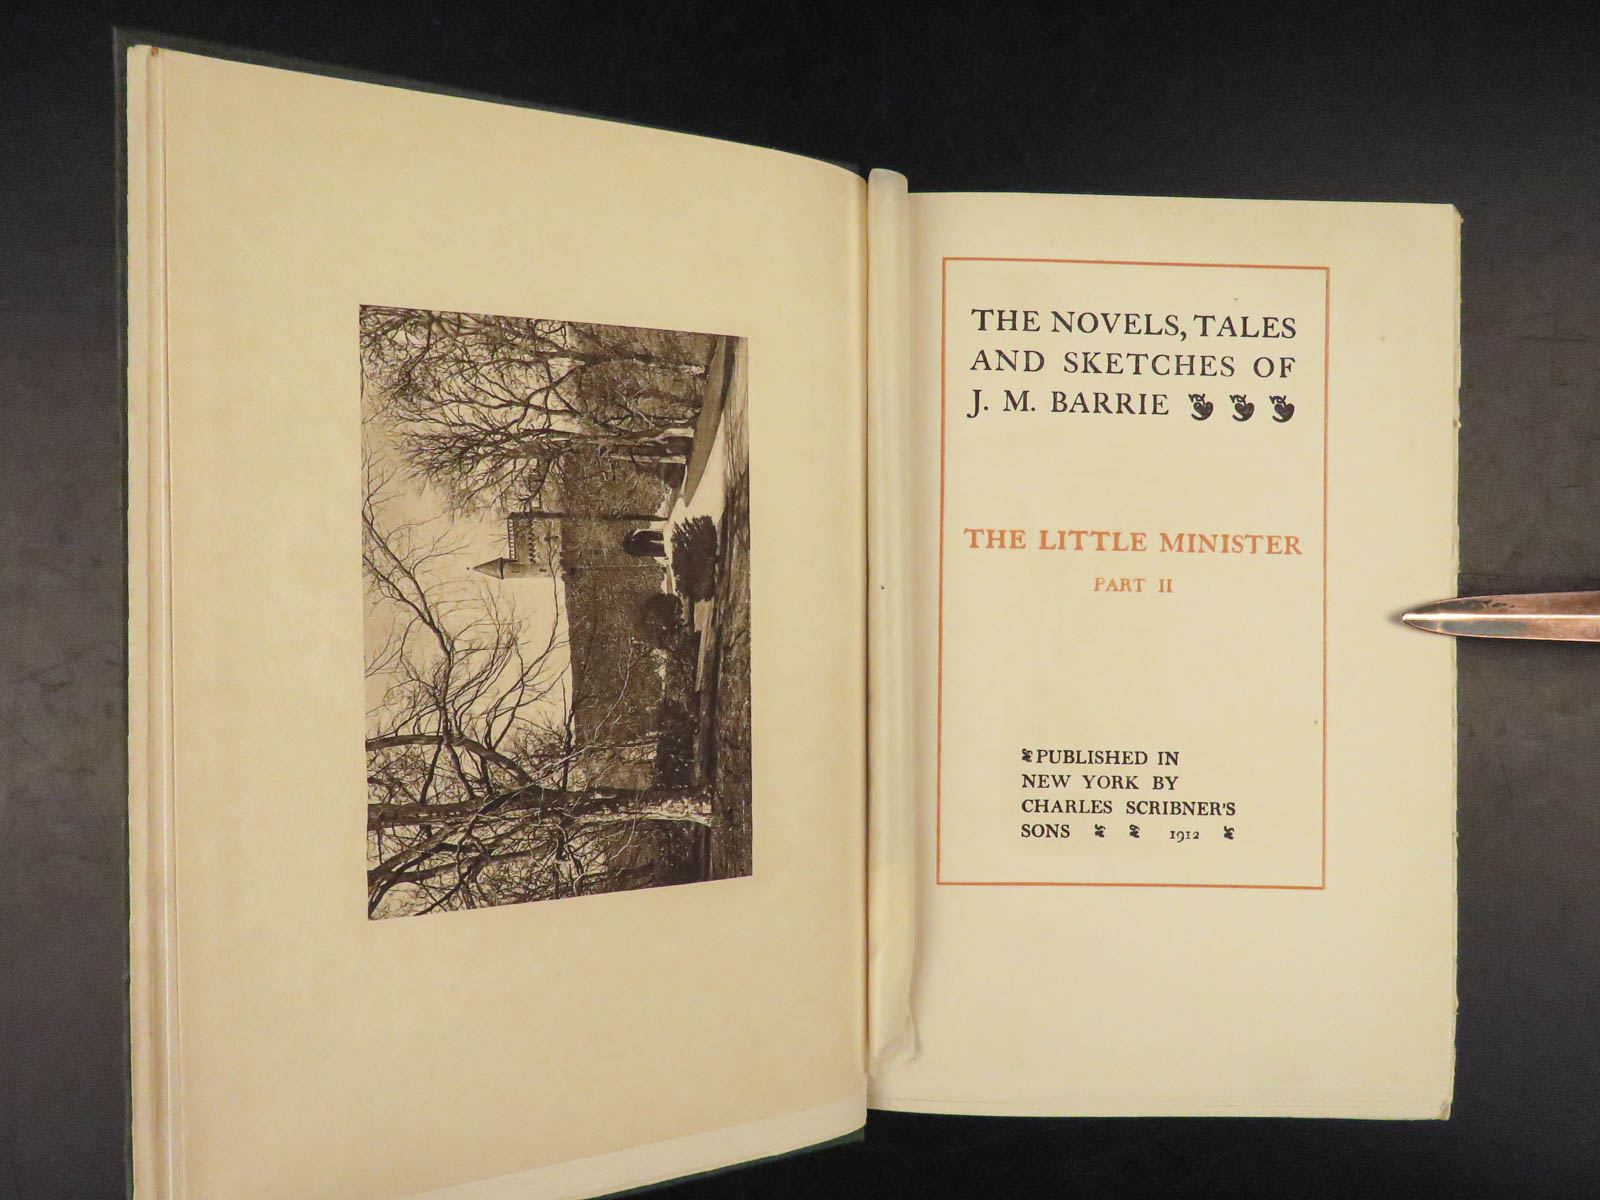 THE NOVELS, TALES
AND SKETCHES OF
J. M. BARRIE
THE LITTLE MINISTER
PART II
PUBLISHED IN
NEW YORK BY
CHARLES SCRIBNER'S
SONS 1912